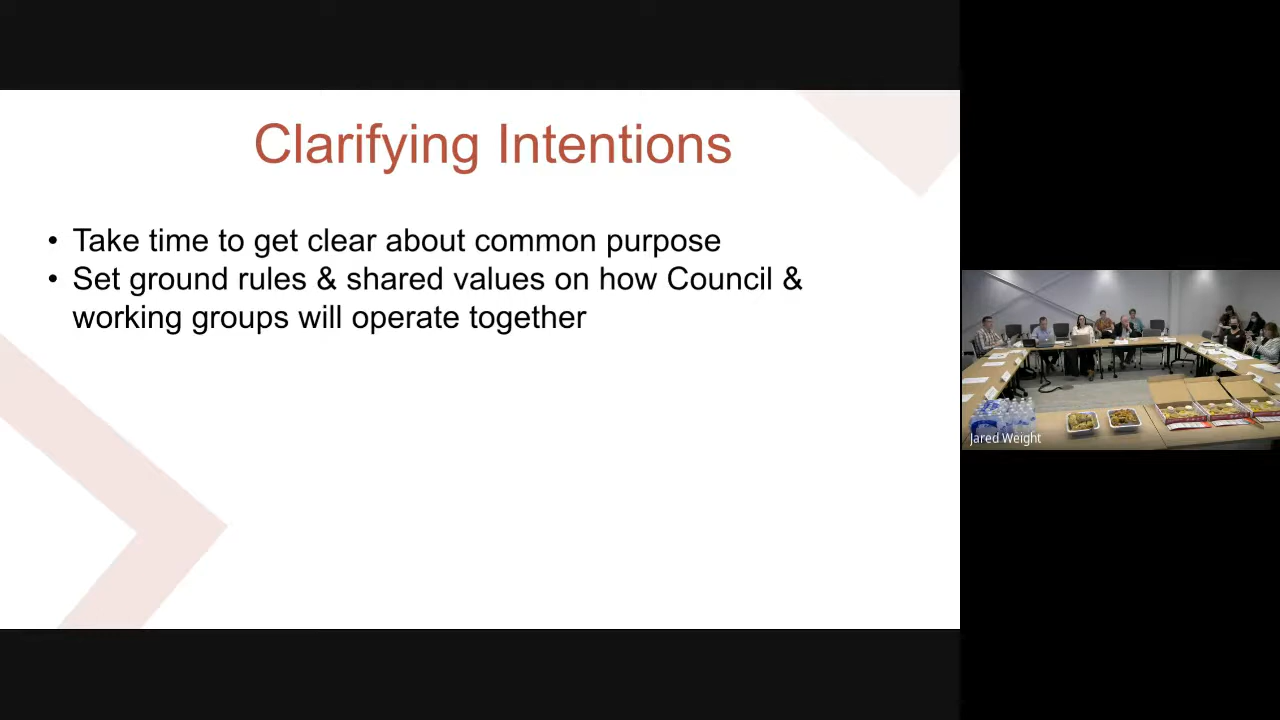 Clarifying Intentions
• Take time to get clear about common purpose
• Set ground rules & shared values on how Council &
working groups will operate together
Jared Weight